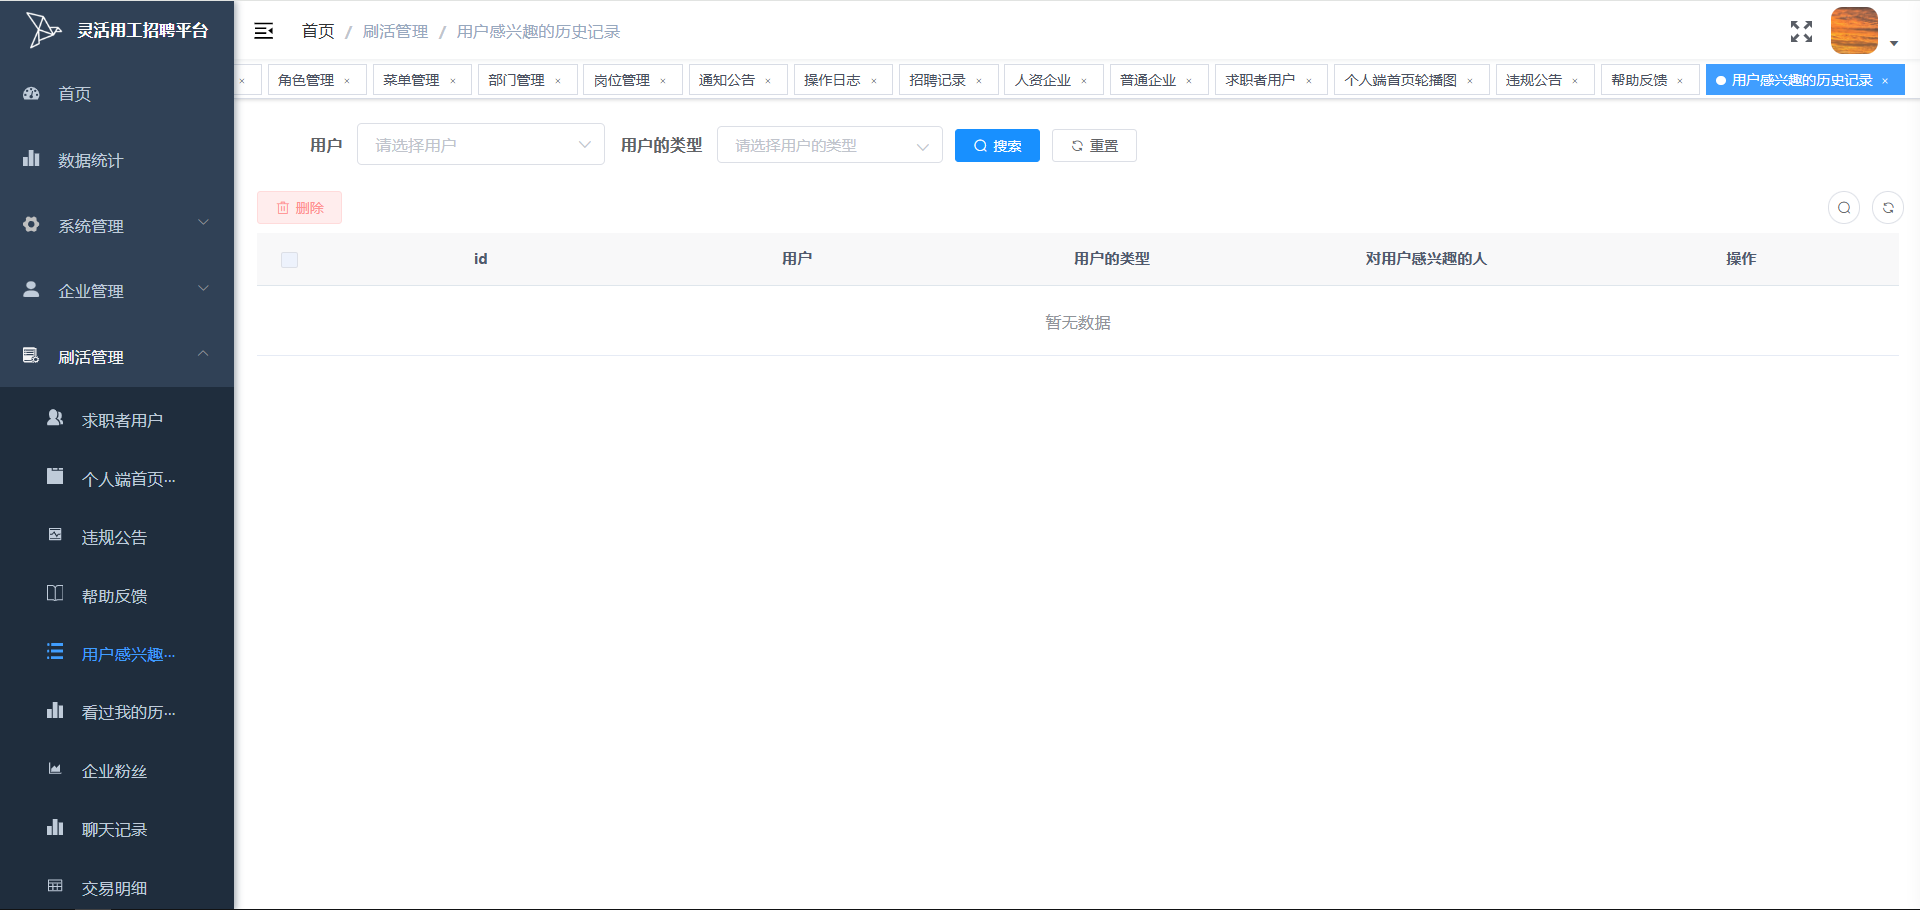 灵活用工招聘平台
首页 / 刷活管理 / 用户感兴趣的历史记录
角色管理 × 菜单管理 × 部门管理 × 岗位管理 × 通知公告 × 操作日志 × 招聘记录 × 人资企业 × 普通企业 × 求职者用户 × 个人端首页轮播图 × 违规公告 × 帮助反馈 × 用户感兴趣的历史记录 ×
首页
数据统计
系统管理
企业管理
刷活管理
求职者用户
个人端首页…
违规公告
帮助反馈
用户感兴趣…
看过我的历…
企业粉丝
聊天记录
交易明细
用户 请选择用户 用户的类型 请选择用户的类型 搜索 重置
删除
id 用户 用户的类型 对用户感兴趣的人 操作
暂无数据